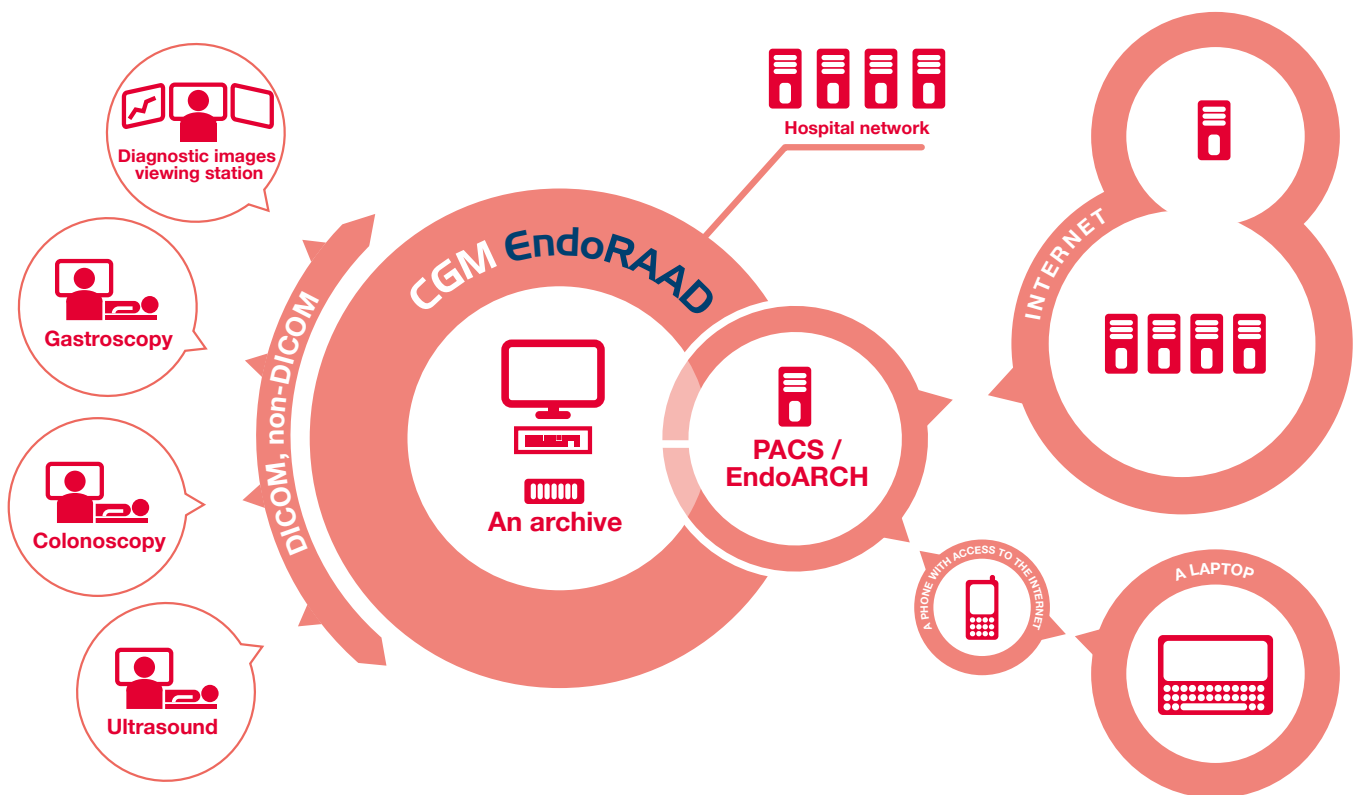 Diagnostic images
viewing station
Gastroscopy
Colonoscopy
Ultrasound
DICOM, non-DICOM
CGM EndoRAAD
An archive
Hospital network
PACS /
EndoARCH
INTERNET
A PHONE WITH ACCESS TO THE INTERNET
A LAPTOP